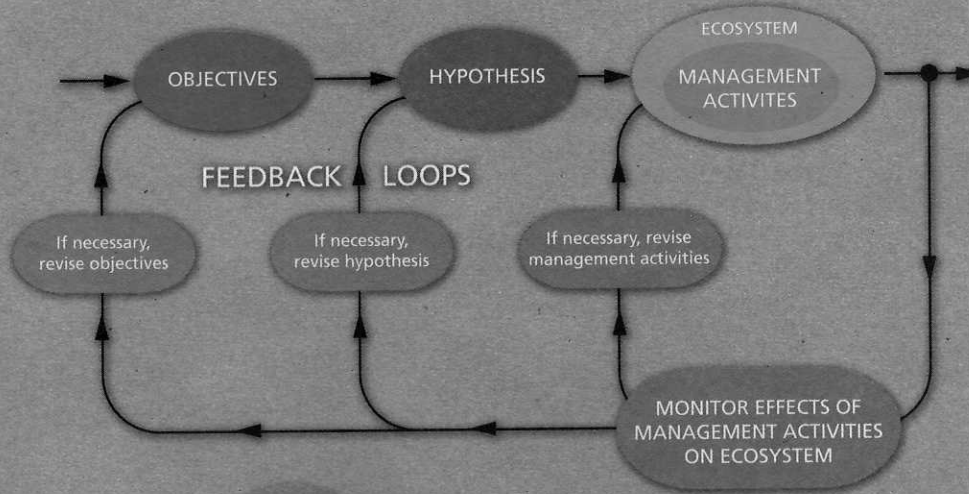 OBJECTIVES
HYPOTHESIS
ECOSYSTEM
MANAGEMENT
ACTIVITES
FEEDBACK LOOPS
If necessary,
revise objectives
If necessary,
revise hypothesis
If necessary, revise
management activities
MONITOR EFFECTS OF
MANAGEMENT ACTIVITIES
ON ECOSYSTEM